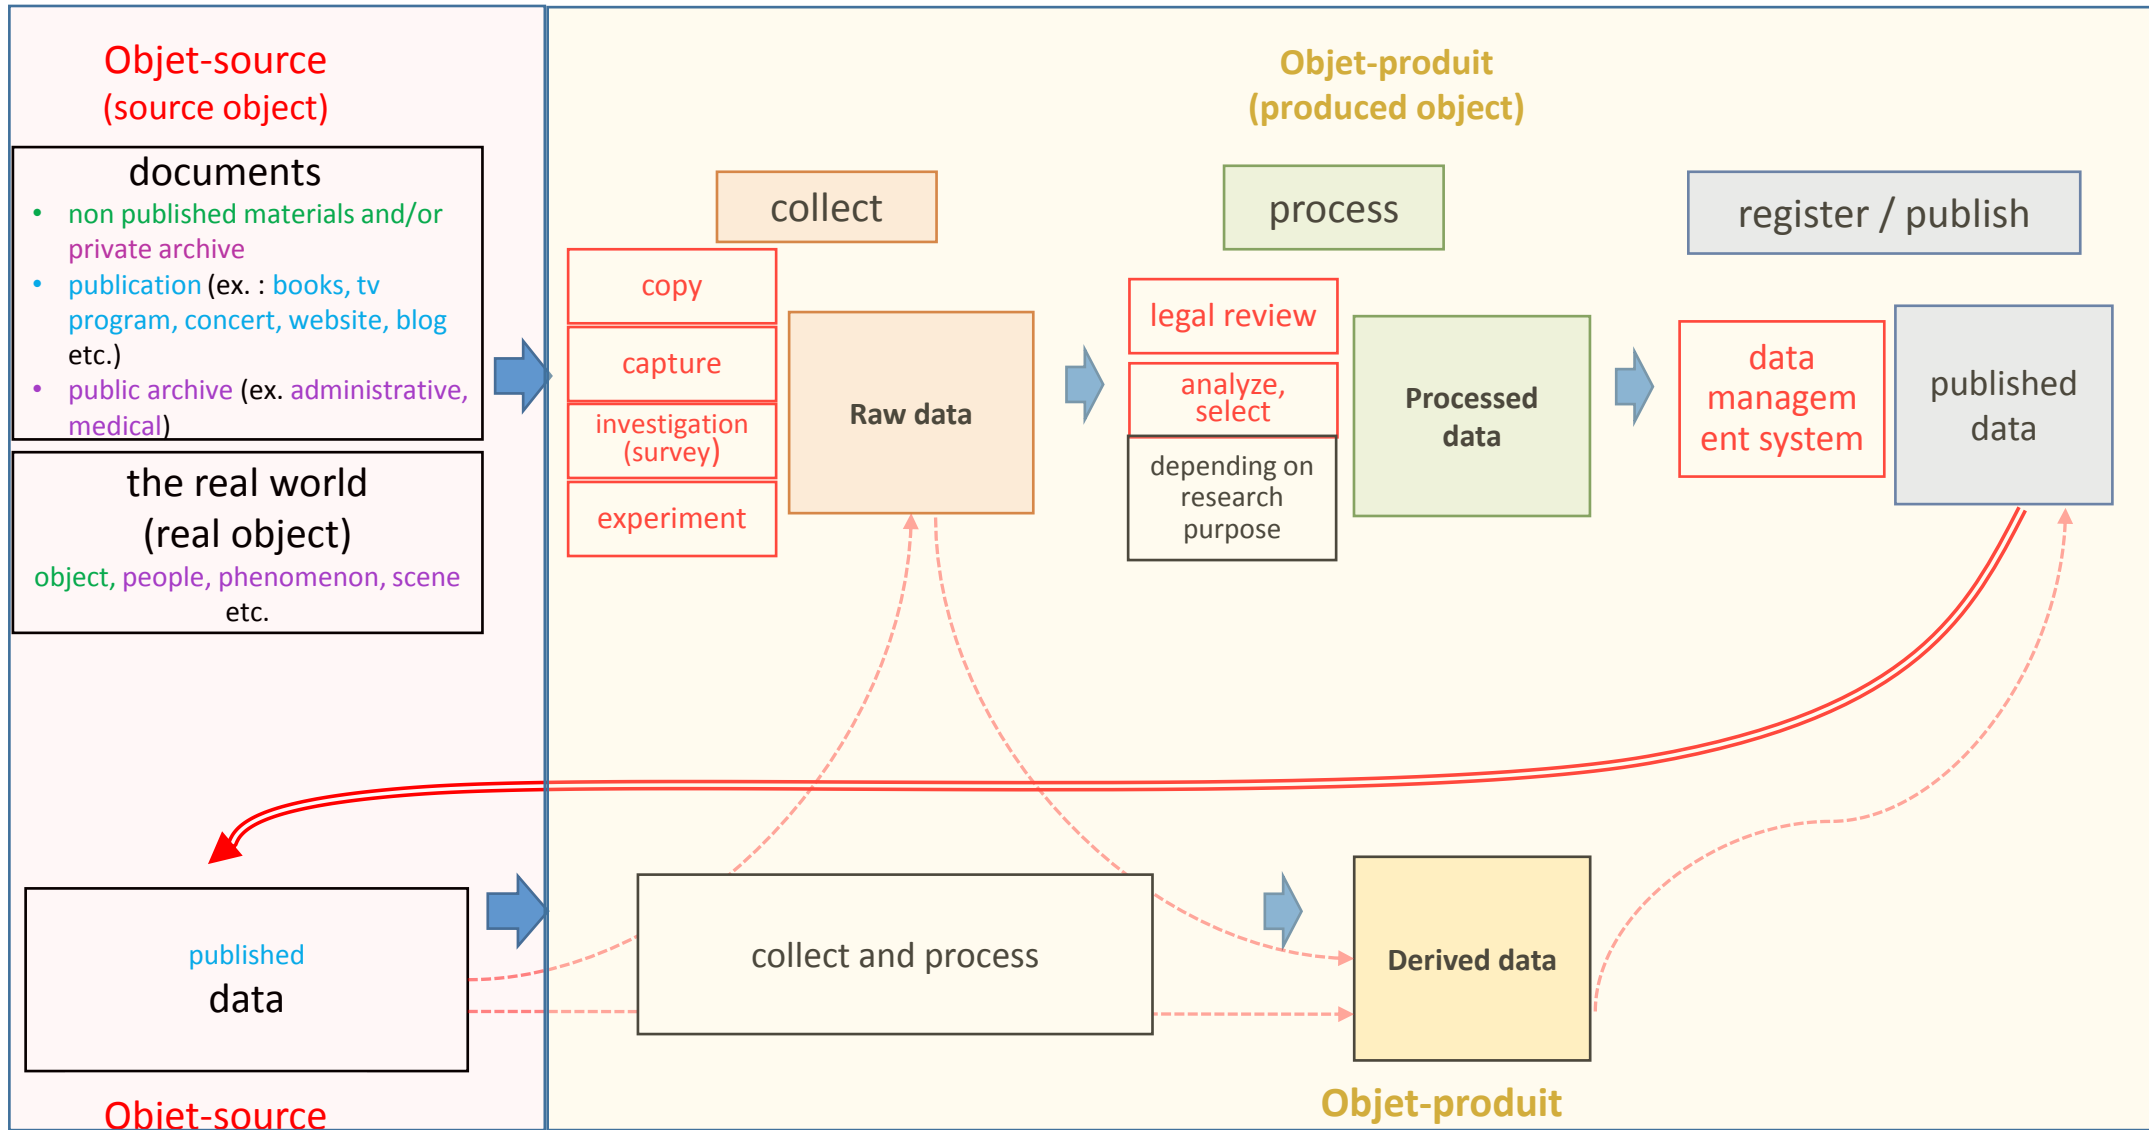 Objet-source
(source object)
documents
• non published materials and/or
private archive
• publication (ex. : books, tv
program, concert, website, blog
etc.)
• public archive (ex. administrative,
medical)
the real world
(real object)
object, people, phenomenon, scene
etc.
Objet-produit
(produced object)
collect
copy
capture
investigation
(survey)
experiment
Raw data
process
legal review
analyze,
select
depending on
research
purpose
Processed
data
register / publish
data
managem
ent system
published
data
published
data
collect and process
Derived data
Objet-source
Objet-produit